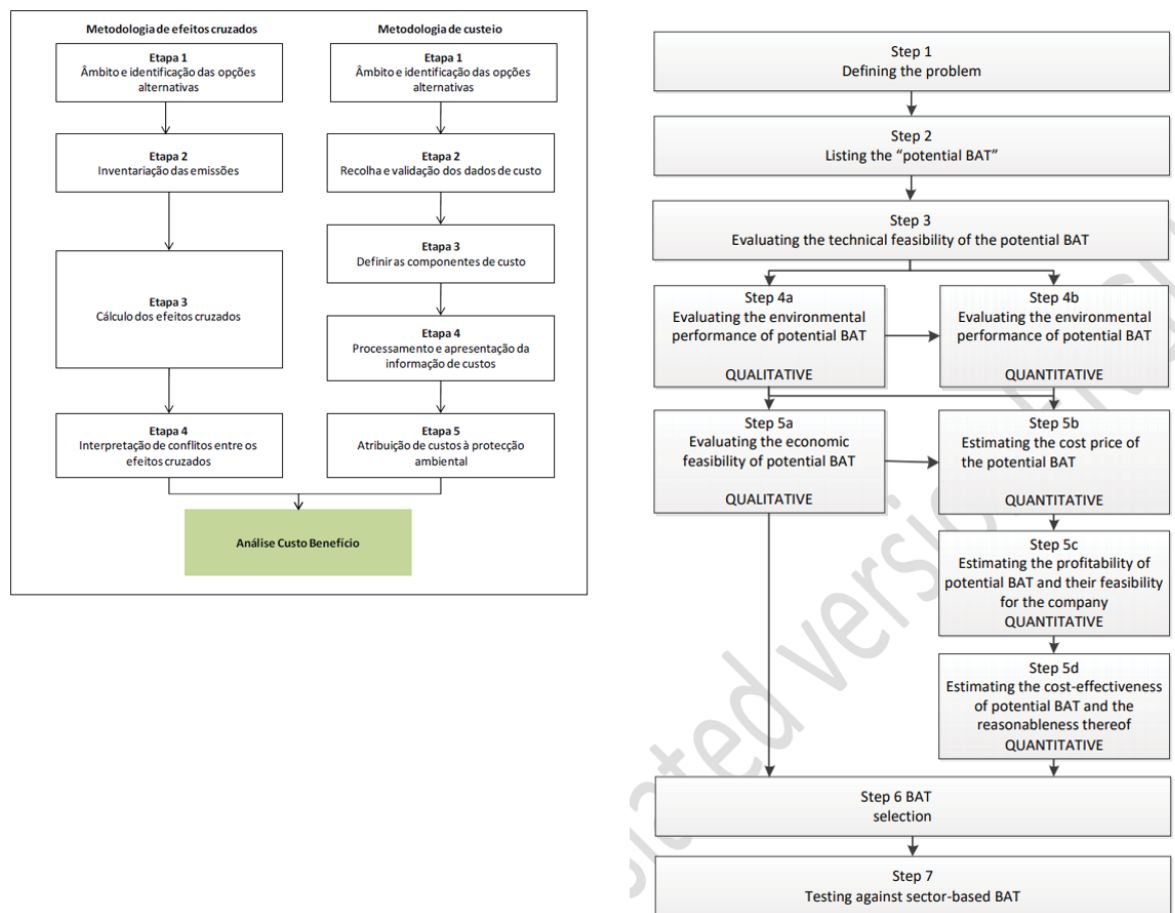 Metodologia de efeitos cruzados
Etapa 1
Âmbito e identificação das opções
alternativas
Etapa 2
Inventariação das emissões
Etapa 3
Cálculo dos efeitos cruzados
Etapa 4
Interpretação de conflitos entre os
efeitos cruzados
Metodologia de custeio
Etapa 1
Âmbito e identificação das opções
alternativas
Etapa 2
Recolha e validação dos dados de custo
Etapa 3
Definir as componentes de custo
Etapa 4
Processamento e apresentação da
informação de custos
Etapa 5
Atribuição de custos à protecção
ambiental
Análise Custo Benefício
Step 1
Defining the problem
Step 2
Listing the “potential BAT”
Step 3
Evaluating the technical feasibility of the potential BAT
Step 4a
Evaluating the environmental
performance of potential BAT
QUALITATIVE
Step 4b
Evaluating the environmental
performance of potential BAT
QUANTITATIVE
Step 5a
Evaluating the economic
feasibility of potential BAT
QUALITATIVE
Step 5b
Estimating the cost price of
the potential BAT
QUANTITATIVE
Step 5c
Estimating the profitability of
potential BAT and their feasibility
for the company
QUANTITATIVE
Step 5d
Estimating the cost-effectiveness
of potential BAT and the
reasonableness thereof
QUANTITATIVE
Step 6 BAT
selection
Step 7
Testing against sector-based BAT